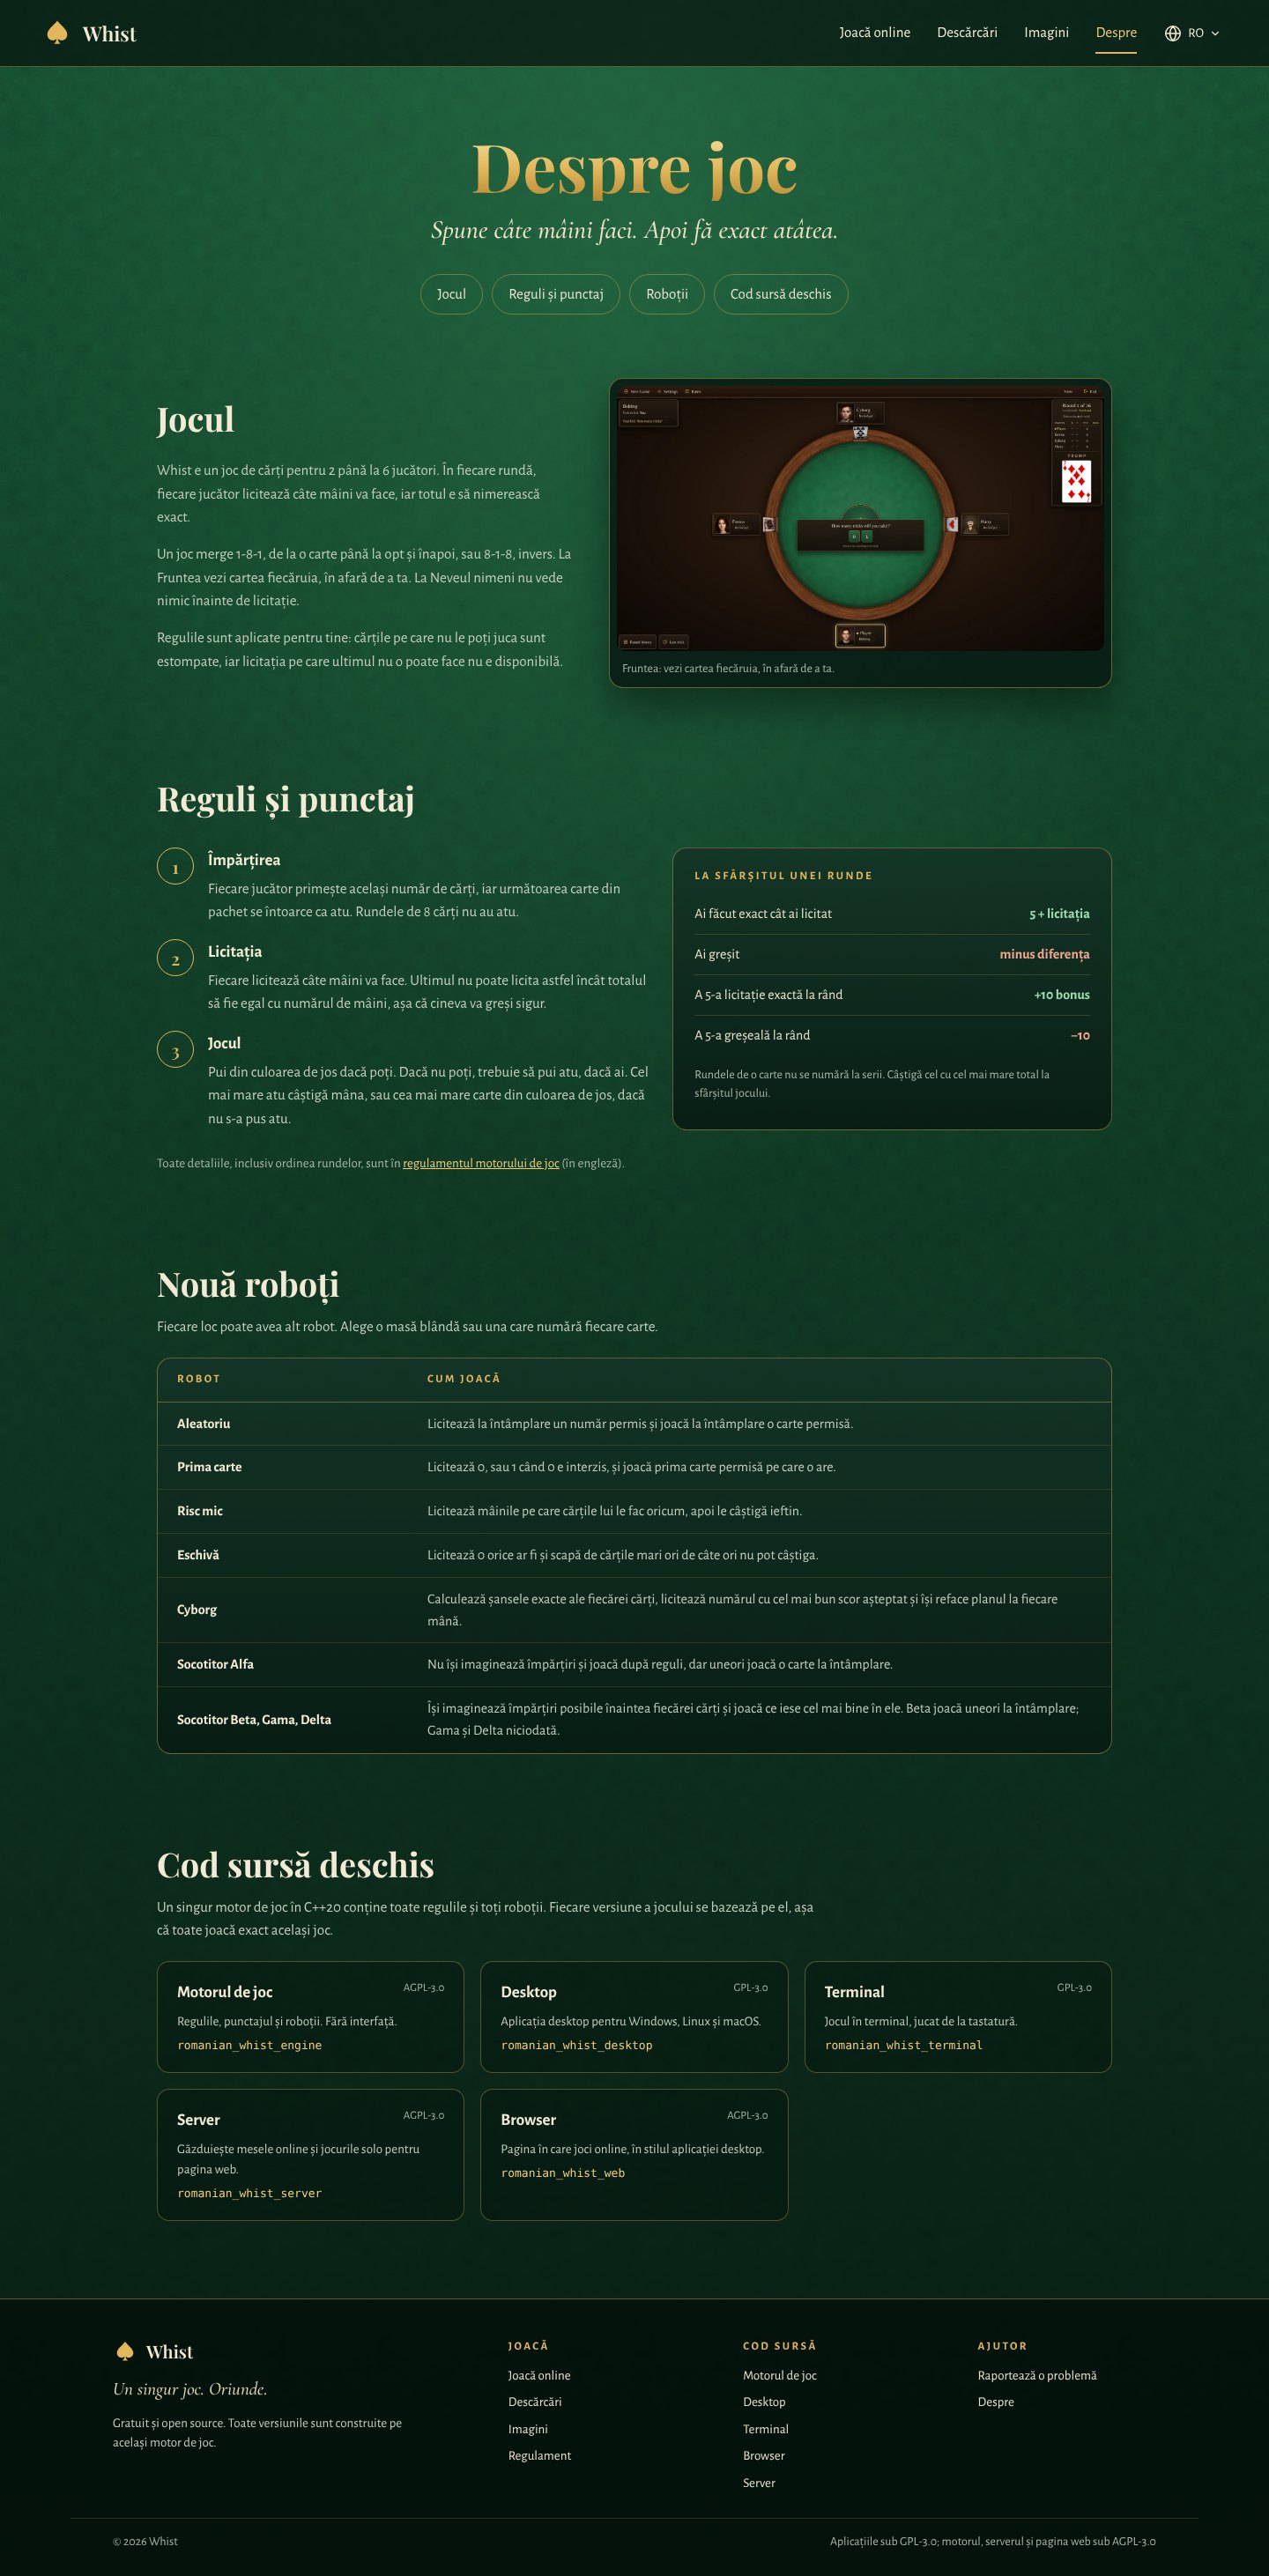 Whist
Joacă online
Descărcări
Imagini
Despre
RO
Despre joc
Spune câte mâini faci. Apoi fă exact atâtea.
Jocul
Reguli și punctaj
Roboții
Cod sursă deschis
Jocul
Whist e un joc de cărți pentru 2 până la 6 jucători. În fiecare rundă,
fiecare jucător licitează câte mâini va face, iar totul e să nimerească
exact.
Un joc merge 1-8-1, de la o carte până la opt și înapoi, sau 8-1-8, invers. La
Fruntea vezi cartea fiecăruia, în afară de a ta. La Neveul nimeni nu vede
nimic înainte de licitație.
Regulile sunt aplicate pentru tine: cărțile pe care nu le poți juca sunt
estompate, iar licitația pe care ultimul nu o poate face nu e disponibilă.
How many tricks will you take?
Fruntea: vezi cartea fiecăruia, în afară de a ta.
Reguli și punctaj
1
Împărțirea
Fiecare jucător primește același număr de cărți, iar următoarea carte din
pachet se întoarce ca atu. Rundele de 8 cărți nu au atu.
2
Licitația
Fiecare licitează câte mâini va face. Ultimul nu poate licita astfel încât totalul
să fie egal cu numărul de mâini, așa că cineva va greși sigur.
3
Jocul
Pui din culoarea de jos dacă poți. Dacă nu poți, trebuie să pui atu, dacă ai. Cel
mai mare atu câștigă mâna, sau cea mai mare carte din culoarea de jos, dacă
nu s-a pus atu.
LA SFÂRȘITUL UNEI RUNDE
Ai făcut exact cât ai licitat
5 + licitația
Ai greșit
minus diferența
A 5-a licitație exactă la rând
+10 bonus
A 5-a greșeală la rând
−10
Rundele de o carte nu se numără la serii. Câștigă cel cu cel mai mare total la
sfârșitul jocului.
Toate detaliile, inclusiv ordinea rundelor, sunt în regulamentul motorului de joc (în engleză).
Nouă roboți
Fiecare loc poate avea alt robot. Alege o masă blândă sau una care numără fiecare carte.
ROBOT
CUM JOACĂ
Aleatoriu
Licitează la întâmplare un număr permis și joacă la întâmplare o carte permisă.
Prima carte
Licitează 0, sau 1 când 0 e interzis, și joacă prima carte permisă pe care o are.
Risc mic
Licitează mâinile pe care cărțile lui le fac oricum, apoi le câștigă ieftin.
Eschivă
Licitează 0 orice ar fi și scapă de cărțile mari ori de câte ori nu pot câștiga.
Cyborg
Calculează șansele exacte ale fiecărei cărți, licitează numărul cu cel mai bun scor așteptat și își reface planul la fiecare
mână.
Socotitor Alfa
Nu își imaginează împărțiri și joacă după reguli, dar uneori joacă o carte la întâmplare.
Socotitor Beta, Gama, Delta
Își imaginează împărțiri posibile înaintea fiecărei cărți și joacă ce iese cel mai bine în ele. Beta joacă uneori la întâmplare;
Gama și Delta niciodată.
Cod sursă deschis
Un singur motor de joc în C++20 conține toate regulile și toți roboții. Fiecare versiune a jocului se bazează pe el, așa
că toate joacă exact același joc.
Motorul de joc
AGPL-3.0
Regulile, punctajul și roboții. Fără interfață.
romanian_whist_engine
Desktop
GPL-3.0
Aplicația desktop pentru Windows, Linux și macOS.
romanian_whist_desktop
Terminal
GPL-3.0
Jocul în terminal, jucat de la tastatură.
romanian_whist_terminal
Server
AGPL-3.0
Găzduiește mesele online și jocurile solo pentru
pagina web.
romanian_whist_server
Browser
AGPL-3.0
Pagina în care joci online, în stilul aplicației desktop.
romanian_whist_web
Whist
Un singur joc. Oriunde.
Gratuit și open source. Toate versiunile sunt construite pe
același motor de joc.
JOACĂ
Joacă online
Descărcări
Imagini
Regulament
COD SURSĂ
Motorul de joc
Desktop
Terminal
Browser
Server
AJUTOR
Raportează o problemă
Despre
© 2026 Whist
Aplicațiile sub GPL-3.0; motorul, serverul și pagina web sub AGPL-3.0